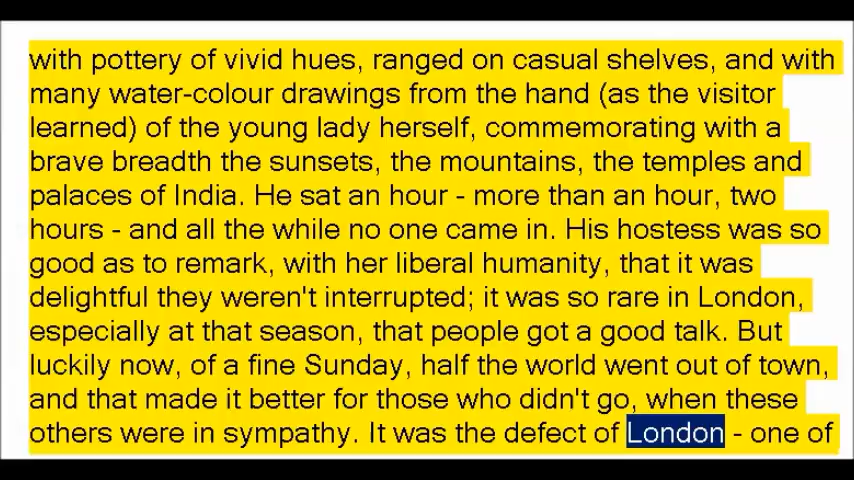 with pottery of vivid hues, ranged on casual shelves, and with
many water-colour drawings from the hand (as the visitor
learned) of the young lady herself, commemorating with a
brave breadth the sunsets, the mountains, the temples and
palaces of India. He sat an hour - more than an hour, two
hours - and all the while no one came in. His hostess was so
good as to remark, with her liberal humanity, that it was
delightful they weren't interrupted; it was so rare in London,
especially at that season, that people got a good talk. But
luckily now, of a fine Sunday, half the world went out of town,
and that made it better for those who didn't go, when these
others were in sympathy. It was the defect of London - one of